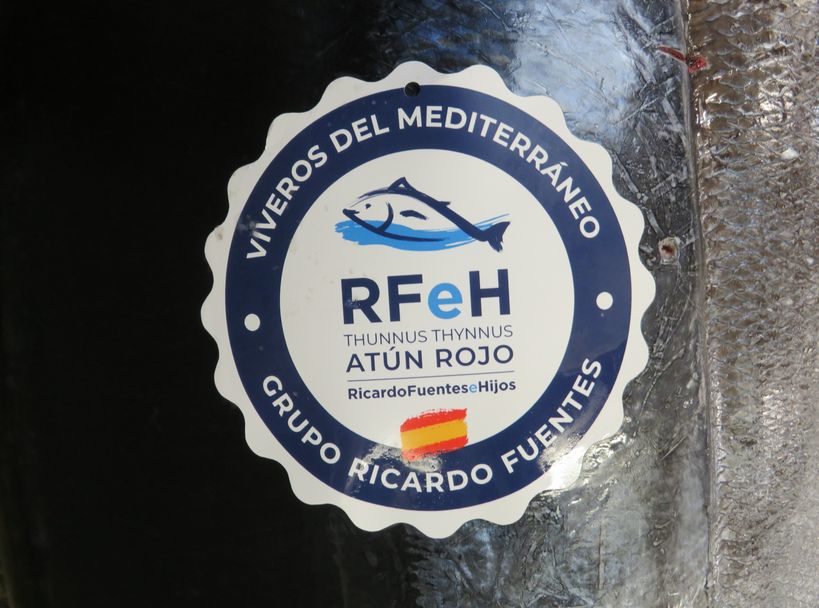 VIVEROS DEL MEDITERRÁNEO
RFeH
THUNNUS THYNNUS
ATÚN ROJO
RicardoFuenteseHijos
GRUPO RICARDO FUENTES